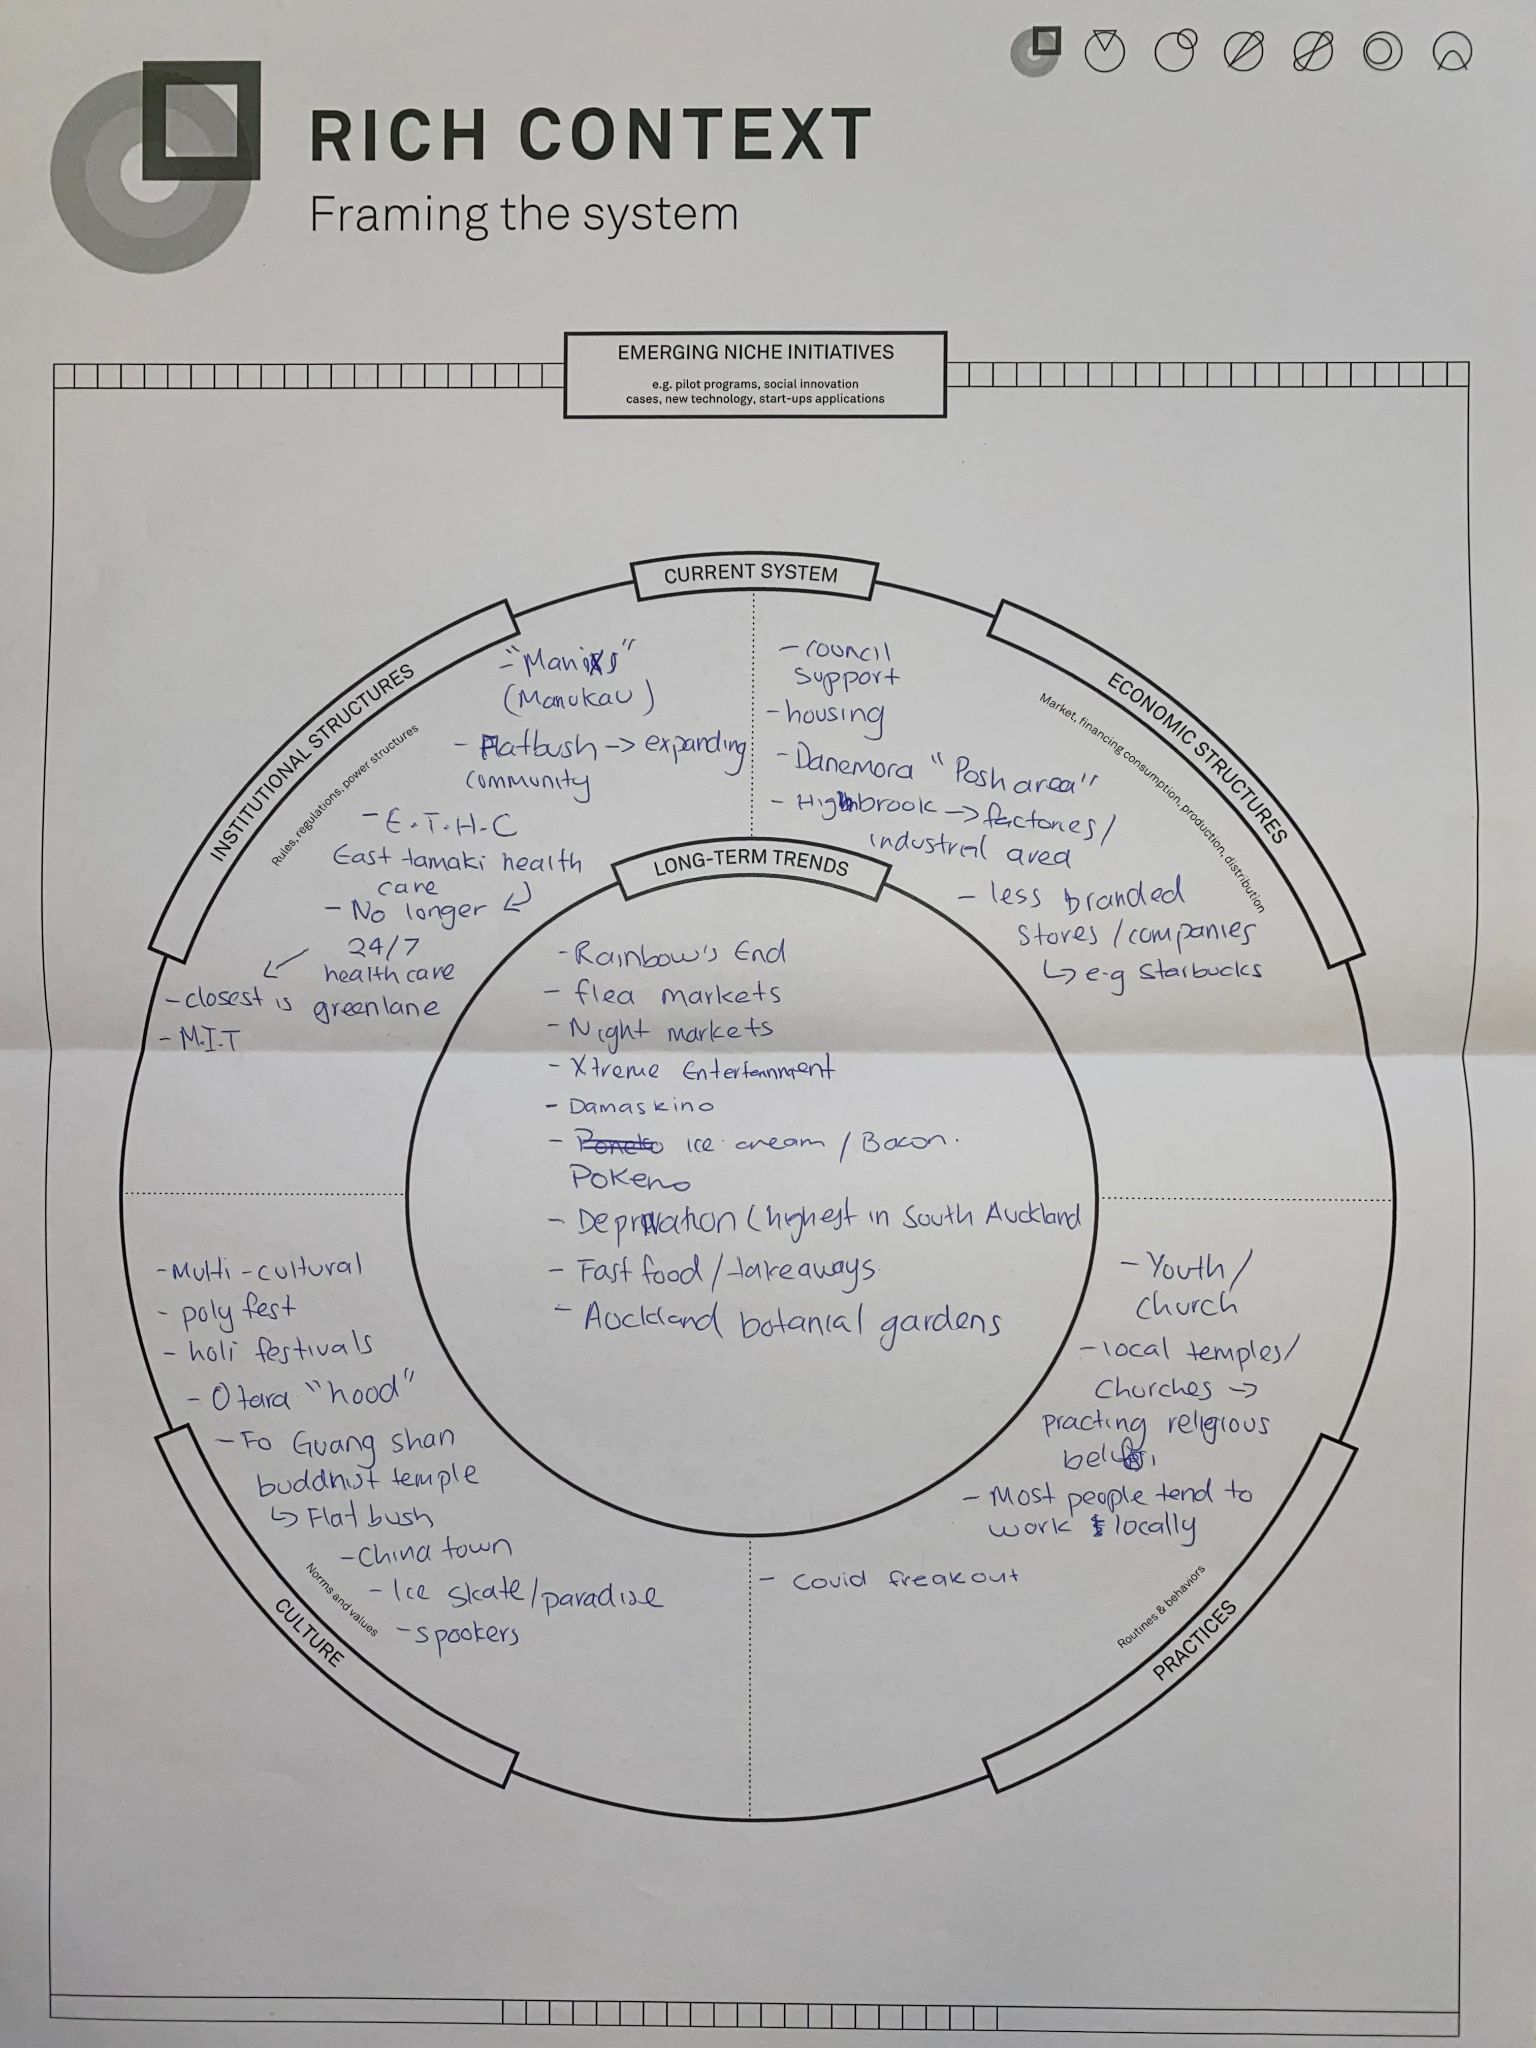 RICH CONTEXT
Framing the system
EMERGING NICHE INITIATIVES
e.g. pilot programs, social innovation
cases, new technology, start-ups applications
CURRENT SYSTEM
INSTITUTIONAL STRUCTURES
Rules, regulations, power structures
(Manukau)
- Flatbush -> expanding
community
- E.T.H.C
East tamaki health
care
- No longer
24/7
health care
- closest is greenlane
- M.I.T
ECONOMIC STRUCTURES
Market, financing consumption, production, distribution
- council
support
- housing
- Danemora "Posh area"
- Highbrook -> factories/
industrial area
- less branded
stores / companies
↳ e.g Starbucks
LONG-TERM TRENDS
- Rainbow's End
- flea markets
- Night markets
- Xtreme Entertainment
- Damaskino
- ice cream / Bacon.
Pokeno
- Deprivation (highest in South Auckland
- Fast food / takeaways
- Auckland botanial gardens
- Multi-cultural
- poly fest
- holi festivals
- Otara "hood"
- Fo Guang shan
buddhist temple
↳ Flat bush
- China town
- Ice skate/paradise
- spookers
Norms and values
CULTURE
- Youth /
church
- local temples/
churches ->
practing religious
- Most people tend to
work locally
- Covid freakout
Routines & behaviors
PRACTICES